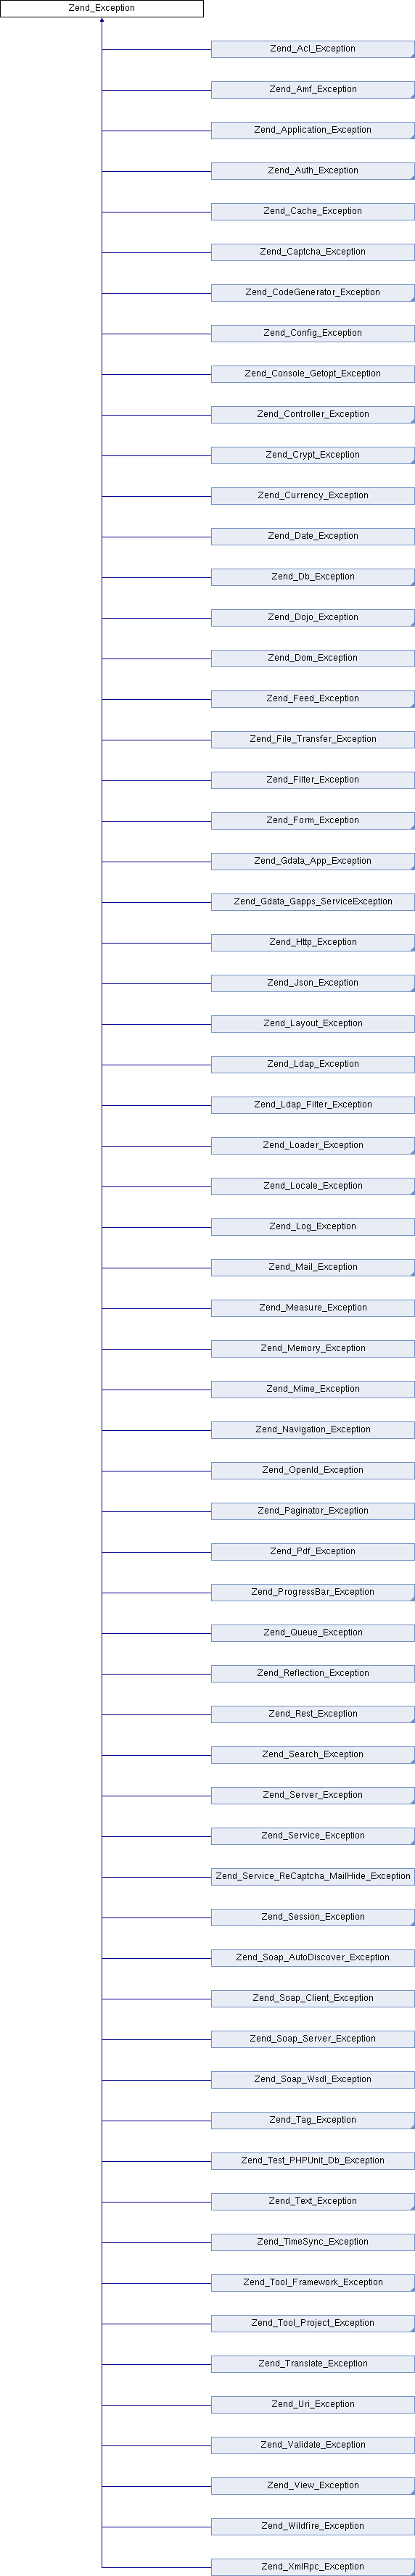 Zend_Exception
Zend_Acl_Exception
Zend_Amf_Exception
Zend_Application_Exception
Zend_Auth_Exception
Zend_Cache_Exception
Zend_Captcha_Exception
Zend_CodeGenerator_Exception
Zend_Config_Exception
Zend_Console_Getopt_Exception
Zend_Controller_Exception
Zend_Crypt_Exception
Zend_Currency_Exception
Zend_Date_Exception
Zend_Db_Exception
Zend_Dojo_Exception
Zend_Dom_Exception
Zend_Feed_Exception
Zend_File_Transfer_Exception
Zend_Filter_Exception
Zend_Form_Exception
Zend_Gdata_App_Exception
Zend_Gdata_Gapps_ServiceException
Zend_Http_Exception
Zend_Json_Exception
Zend_Layout_Exception
Zend_Ldap_Exception
Zend_Ldap_Filter_Exception
Zend_Loader_Exception
Zend_Locale_Exception
Zend_Log_Exception
Zend_Mail_Exception
Zend_Measure_Exception
Zend_Memory_Exception
Zend_Mime_Exception
Zend_Navigation_Exception
Zend_OpenId_Exception
Zend_Paginator_Exception
Zend_Pdf_Exception
Zend_ProgressBar_Exception
Zend_Queue_Exception
Zend_Reflection_Exception
Zend_Rest_Exception
Zend_Search_Exception
Zend_Server_Exception
Zend_Service_Exception
Zend_Service_ReCaptcha_MailHide_Exception
Zend_Session_Exception
Zend_Soap_AutoDiscover_Exception
Zend_Soap_Client_Exception
Zend_Soap_Server_Exception
Zend_Soap_Wsdl_Exception
Zend_Tag_Exception
Zend_Test_PHPUnit_Db_Exception
Zend_Text_Exception
Zend_TimeSync_Exception
Zend_Tool_Framework_Exception
Zend_Tool_Project_Exception
Zend_Translate_Exception
Zend_Uri_Exception
Zend_Validate_Exception
Zend_View_Exception
Zend_Wildfire_Exception
Zend_XmlRpc_Exception